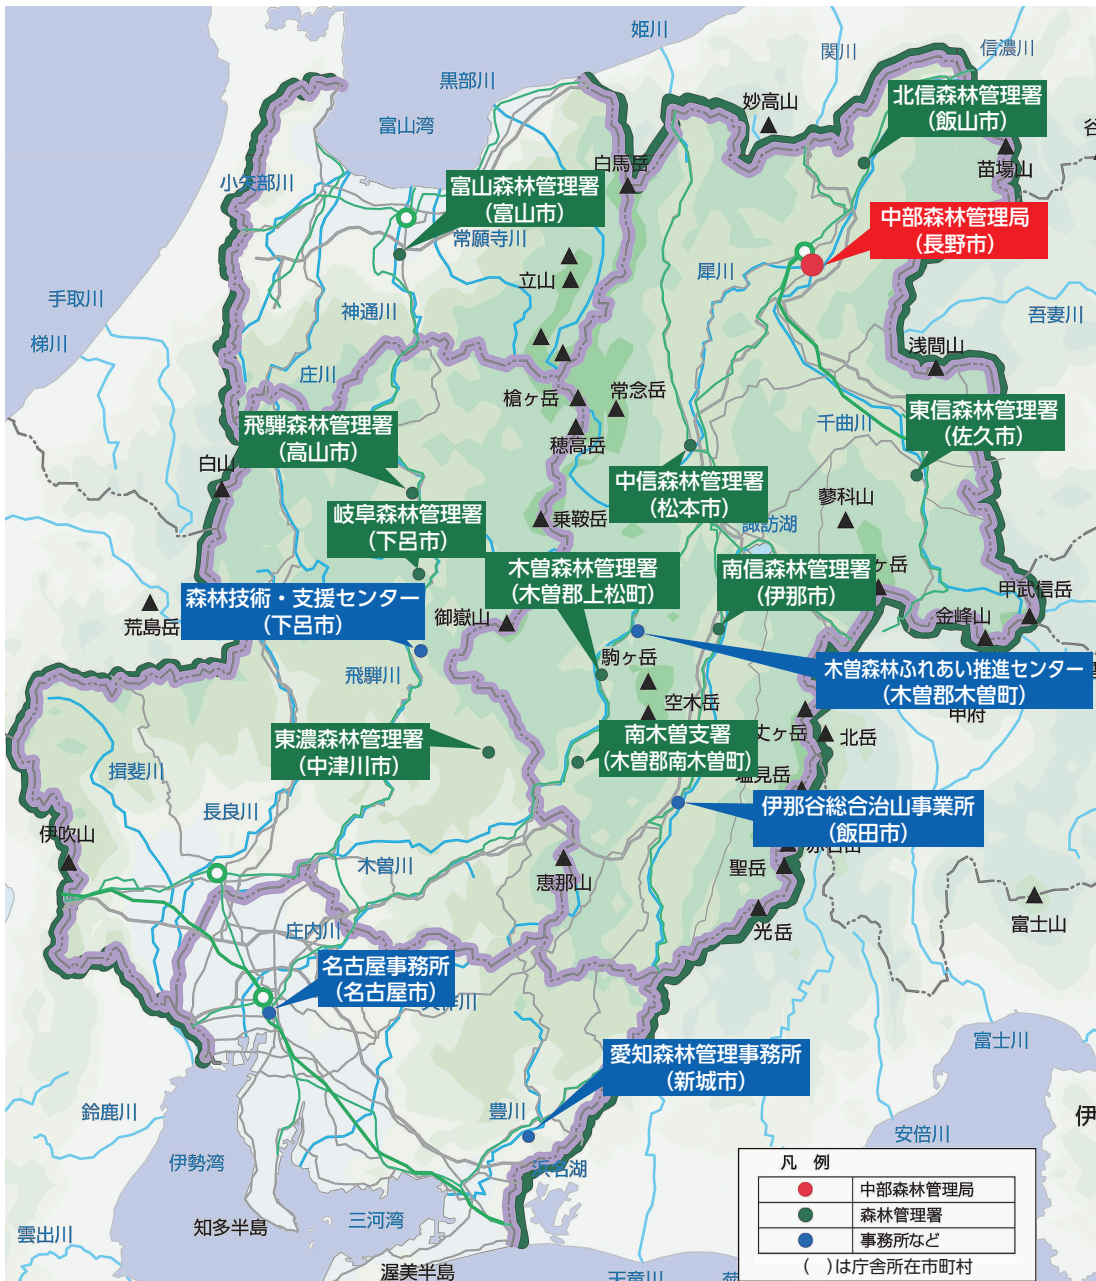 姫川
関川
信濃川
黒部川
妙高山
北信森林管理署
(飯山市)
富山湾
苗場山
白馬岳
小矢部川
富山森林管理署
(富山市)
中部森林管理局
(長野市)
常願寺川
犀川
立山
手取川
神通川
吾妻川
梯川
浅間山
庄川
槍ヶ岳
常念岳
千曲川
東信森林管理署
(佐久市)
飛騨森林管理署
(高山市)
穂高岳
白山
中信森林管理署
(松本市)
蓼科山
岐阜森林管理署
(下呂市)
乗鞍岳
諏訪湖
木曽森林管理署
(木曽郡上松町)
南信森林管理署
(伊那市)
ヶ岳
甲武信岳
森林技術・支援センター
(下呂市)
荒島岳
御嶽山
金峰山
駒ヶ岳
木曽森林ふれあい推進センター
(木曽郡木曽町)
飛騨川
空木岳
甲府
東濃森林管理署
(中津川市)
南木曽支署
(木曽郡南木曽町)
丈ヶ岳
北岳
揖斐川
塩見岳
長良川
伊那谷総合治山事業所
(飯田市)
伊吹山
木曽川
恵那山
聖岳
富士山
庄内川
光岳
名古屋事務所
(名古屋市)
作川
愛知森林管理事務所
(新城市)
富士川
鈴鹿川
豊川
安倍川
伊
伊勢湾
浜名湖
凡 例
中部森林管理局
森林管理署
事務所など
( )は庁舎所在市町村
知多半島
三河湾
雲出川
渥美半島
天竜川